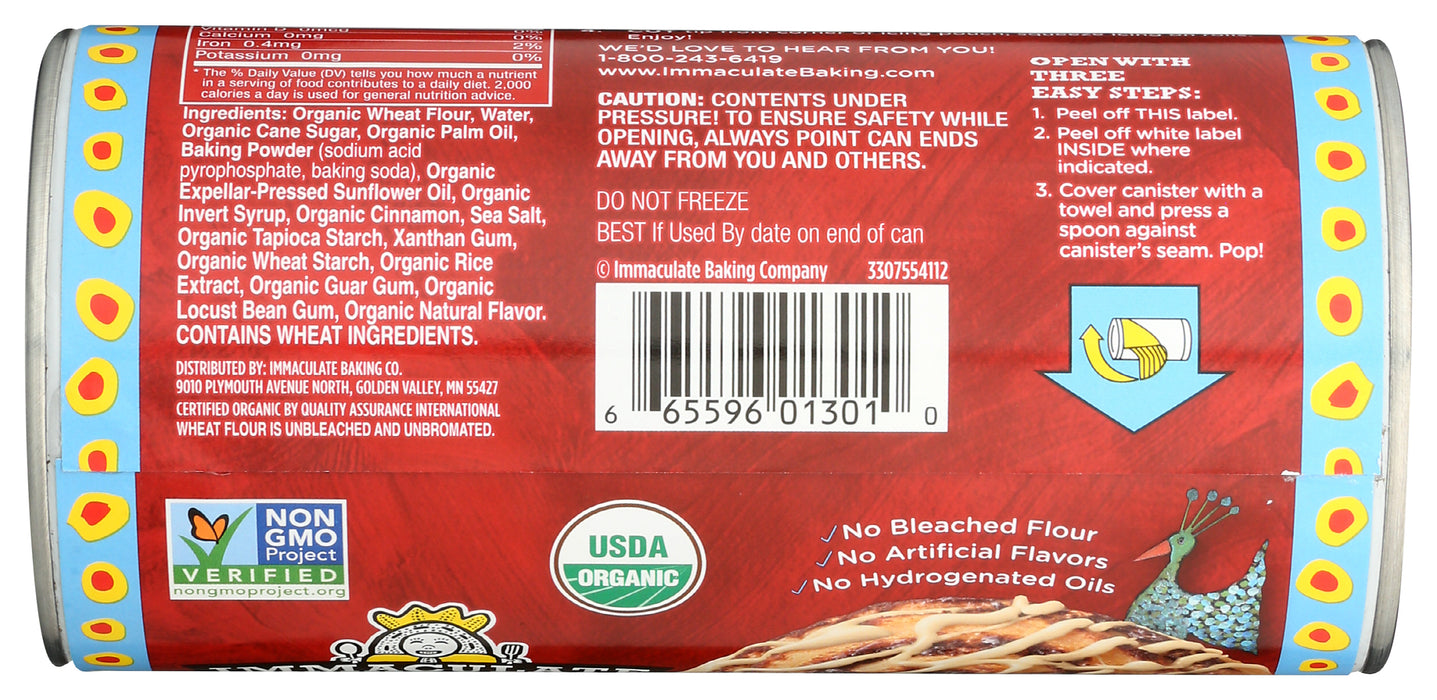 Calcium 0mg 0%
Iron 0.4mg 2%
Potassium 0mg 0%
* The % Daily Value (DV) tells you how much a nutrient
in a serving of food contributes to a daily diet. 2,000
calories a day is used for general nutrition advice.
Ingredients: Organic Wheat Flour, Water,
Organic Cane Sugar, Organic Palm Oil,
Baking Powder (sodium acid
pyrophosphate, baking soda), Organic
Expellar-Pressed Sunflower Oil, Organic
Invert Syrup, Organic Cinnamon, Sea Salt,
Organic Tapioca Starch, Xanthan Gum,
Organic Wheat Starch, Organic Rice
Extract, Organic Guar Gum, Organic
Locust Bean Gum, Organic Natural Flavor.
CONTAINS WHEAT INGREDIENTS.
DISTRIBUTED BY: IMMACULATE BAKING CO.
9010 PLYMOUTH AVENUE NORTH, GOLDEN VALLEY, MN 55427
CERTIFIED ORGANIC BY QUALITY ASSURANCE INTERNATIONAL
WHEAT FLOUR IS UNBLEACHED AND UNBROMATED.
Enjoy!
WE'D LOVE TO HEAR FROM YOU!
1-800-243-6419
www.ImmaculateBaking.com
CAUTION: CONTENTS UNDER
PRESSURE! TO ENSURE SAFETY WHILE
OPENING, ALWAYS POINT CAN ENDS
AWAY FROM YOU AND OTHERS.
DO NOT FREEZE
BEST If Used By date on end of can
© Immaculate Baking Company 3307554112
6 65596 01301 0
OPEN WITH
THREE
EASY STEPS:
1. Peel off THIS label.
2. Peel off white label
INSIDE where
indicated.
3. Cover canister with a
towel and press a
spoon against
canister's seam. Pop!
NON
GMO
Project
VERIFIED
nongmoproject.org
USDA
ORGANIC
No Bleached Flour
No Artificial Flavors
No Hydrogenated Oils
IMMACULATE